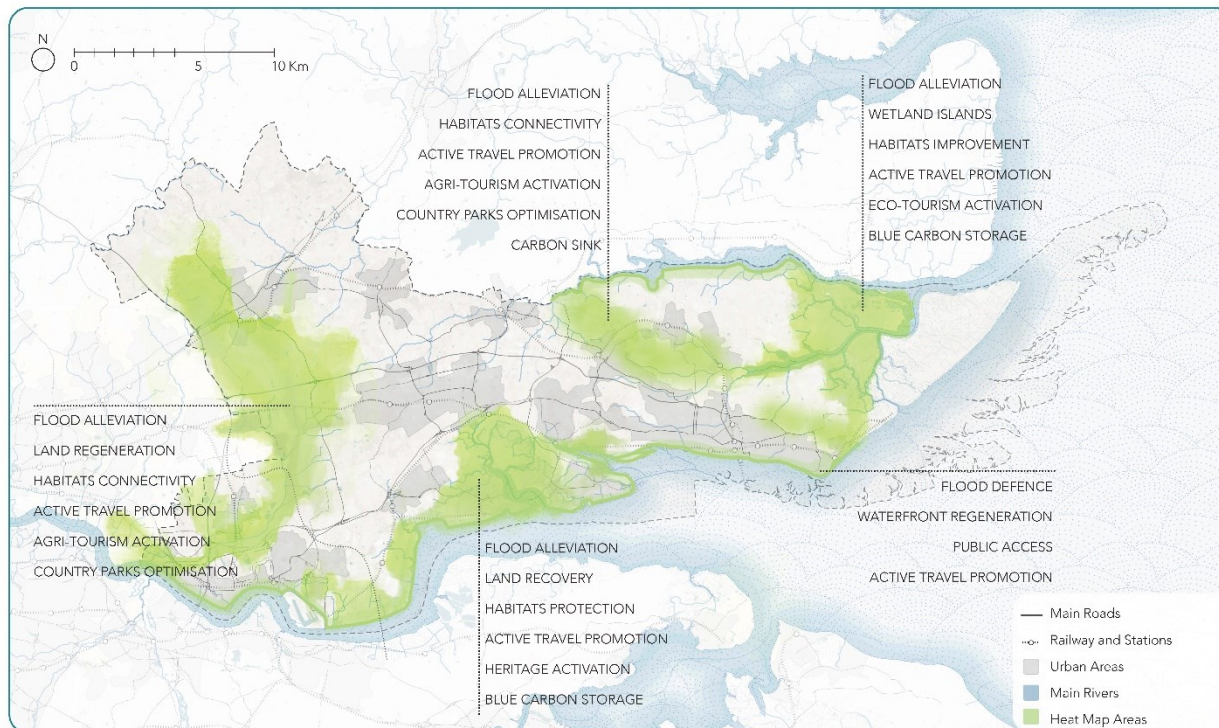 N
0 5 10 Km
FLOOD ALLEVIATION
HABITATS CONNECTIVITY
ACTIVE TRAVEL PROMOTION
AGRI-TOURISM ACTIVATION
COUNTRY PARKS OPTIMISATION
CARBON SINK
FLOOD ALLEVIATION
WETLAND ISLANDS
HABITATS IMPROVEMENT
ACTIVE TRAVEL PROMOTION
ECO-TOURISM ACTIVATION
BLUE CARBON STORAGE
FLOOD ALLEVIATION
LAND REGENERATION
HABITATS CONNECTIVITY
ACTIVE TRAVEL PROMOTION
AGRI-TOURISM ACTIVATION
COUNTRY PARKS OPTIMISATION
FLOOD ALLEVIATION
LAND RECOVERY
HABITATS PROTECTION
ACTIVE TRAVEL PROMOTION
HERITAGE ACTIVATION
BLUE CARBON STORAGE
FLOOD DEFENCE
WATERFRONT REGENERATION
PUBLIC ACCESS
ACTIVE TRAVEL PROMOTION
Main Roads
Railway and Stations
Urban Areas
Main Rivers
Heat Map Areas